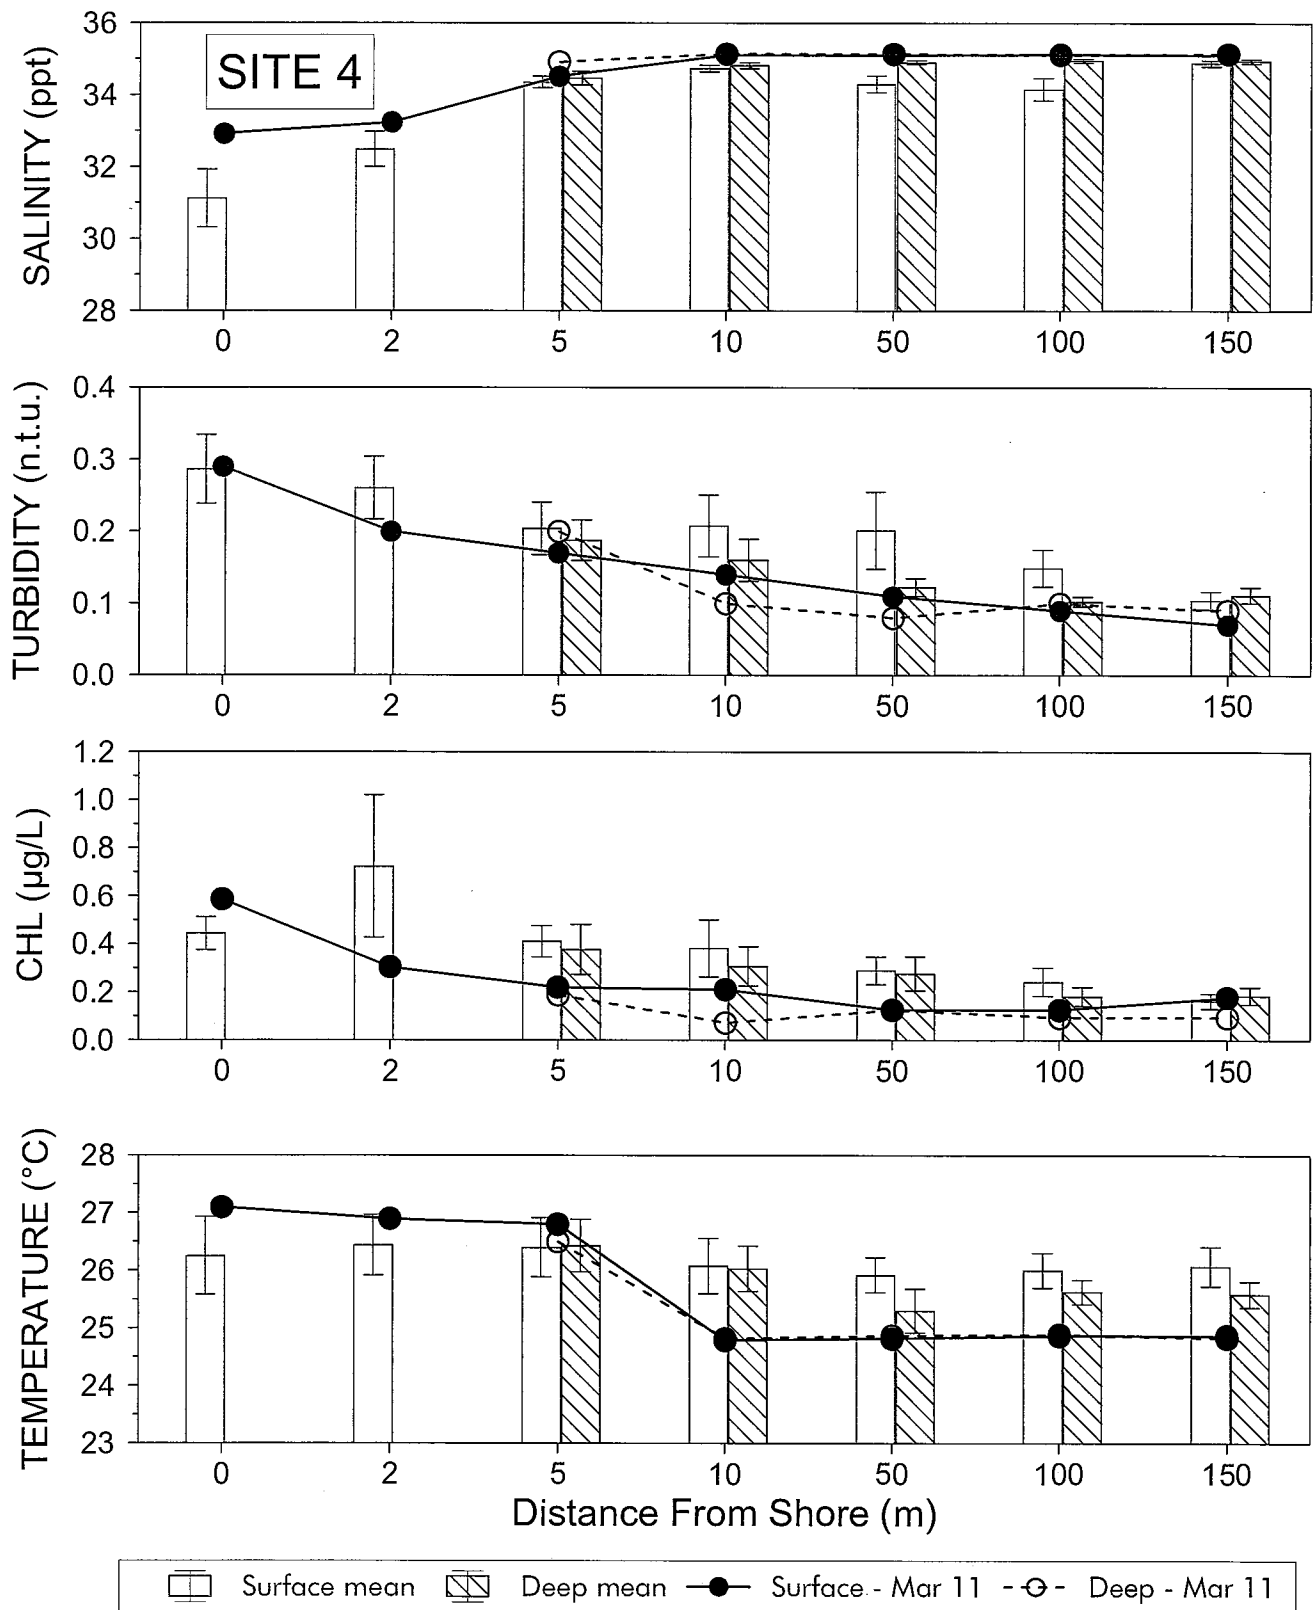 SITE 4
SALINITY (ppt)
36
34
32
30
28
0 2 5 10 50 100 150
TURBIDITY (n.t.u.)
0.4
0.3
0.2
0.1
0.0
0 2 5 10 50 100 150
CHL (µg/L)
1.2
1.0
0.8
0.6
0.4
0.2
0.0
0 2 5 10 50 100 150
TEMPERATURE (°C)
28
27
26
25
24
23
0 2 5 10 50 100 150
Distance From Shore (m)
Surface mean Deep mean Surface - Mar 11 Deep - Mar 11